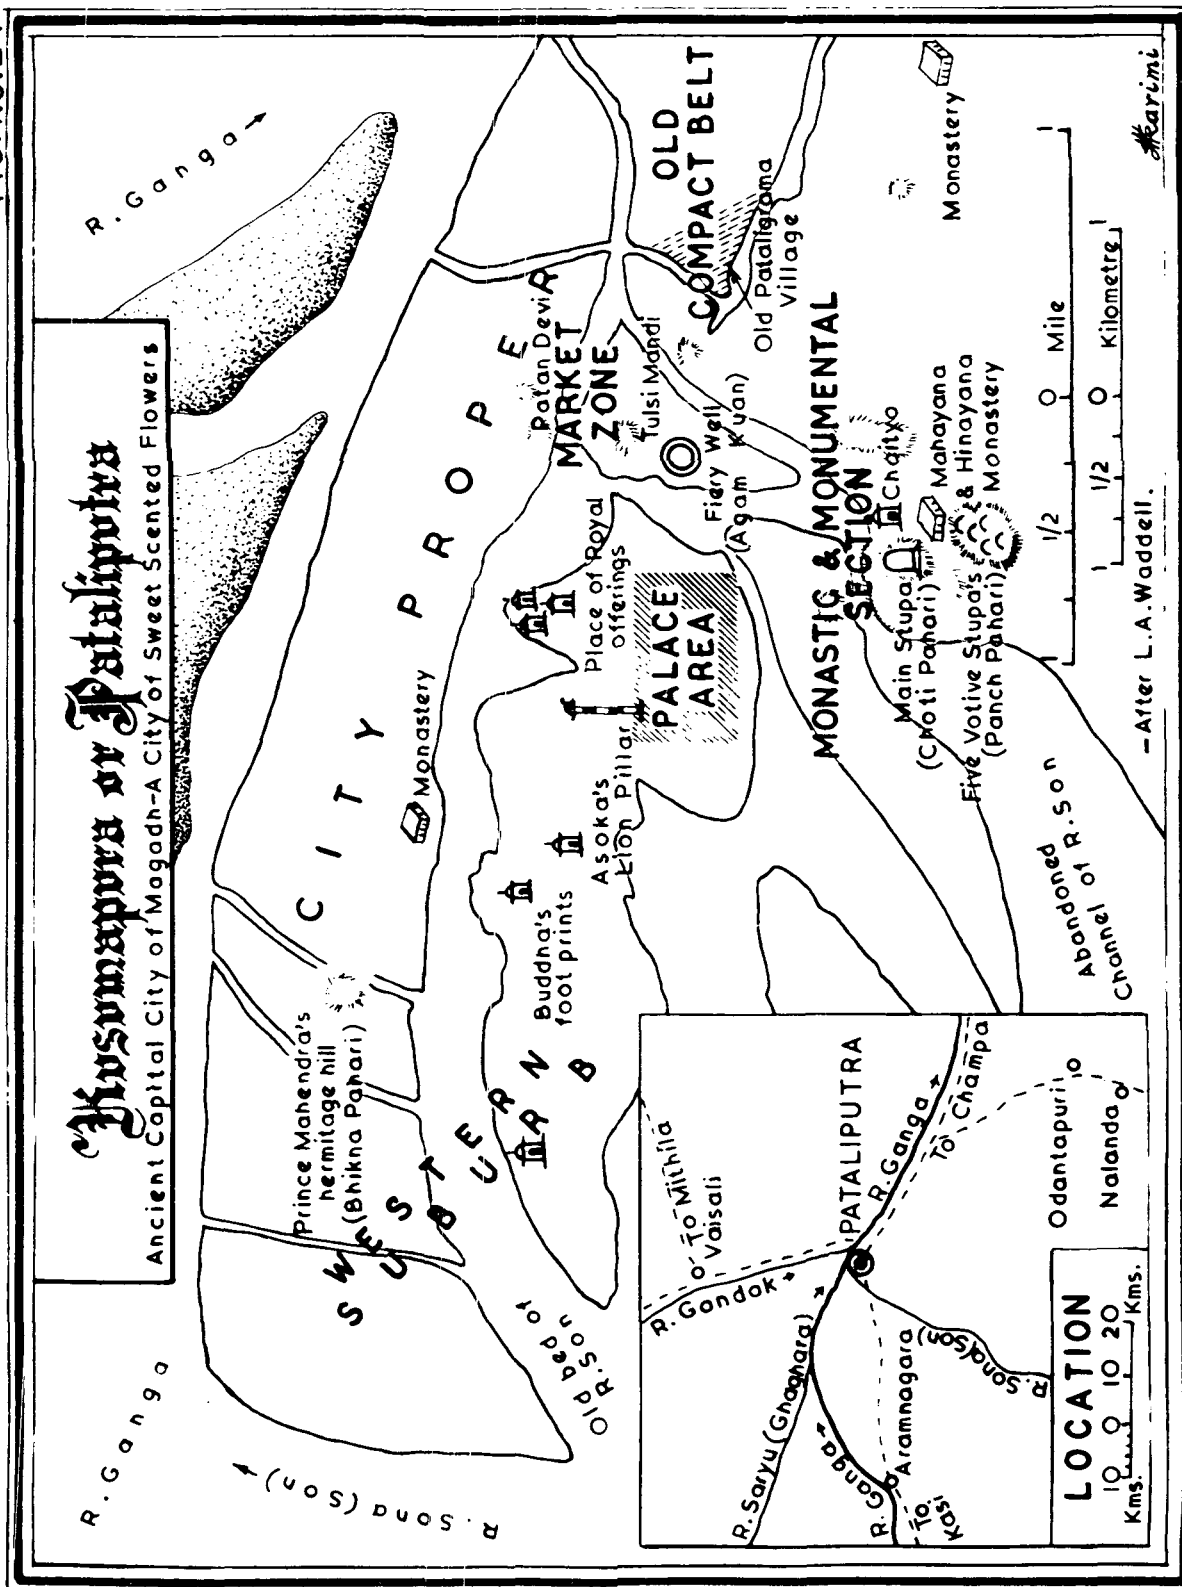 Kusumapura or Pataliputra
Ancient Capital City of Magadh-A City of Sweet Scented Flowers
R. Ganga
R. Ganga
R. Sona (Son)
CITY PROPER
WESTERN
SUBURB
Prince Mahendra's
hermitage hill
(Bhikna Pahari)
Monastery
Old bed of
R. Son
Buddha's
foot prints
Asoka's
Lion Pillar
Place of Royal
offerings
PALACE
AREA
Patan Devi
MARKET
ZONE
Tulsi Mandi
Fiery Well
(Agam Kuan)
OLD
COMPACT BELT
Old Pataligrama
Village
MONASTIC & MONUMENTAL
SECTION
Chaityo
Main Stupa
(Choti Pahari)
Mahayana
& Hinayana
Monastery
Five Votive Stupa's
(Panch Pahari)
Monastery
Abandoned
Channel of R. Son
1 1/2 0 Mile 1
1 1/2 0 Kilometre 1
-After L.A. Waddell.
Karimi
LOCATION
10 0 10 20
Kms. Kms.
R. Saryu (Ghaghara)
R. Gandak
To Mithila
Vaisali
PATALIPUTRA
R. Ganga
R. Ganga
To Champa
To Kasi
Aramnagara
R. Sona (Son)
Odantapuri
Nalanda